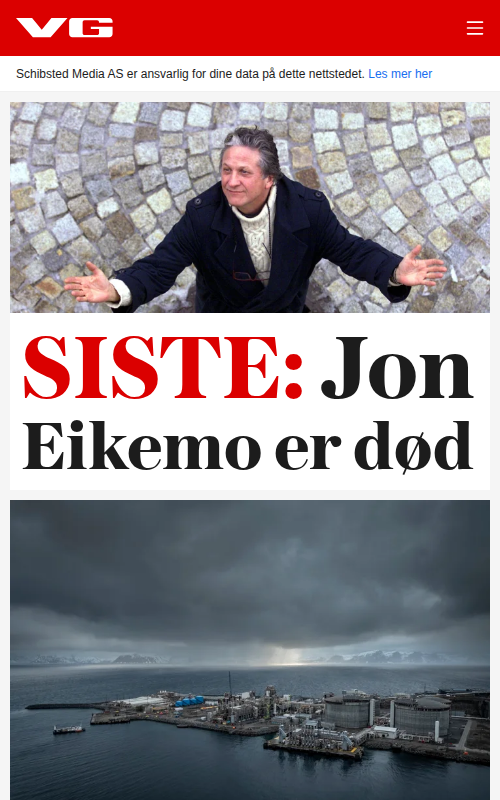 VG
Schibsted Media AS er ansvarlig for dine data på dette nettstedet. Les mer her
SISTE: Jon
Eikemo er død